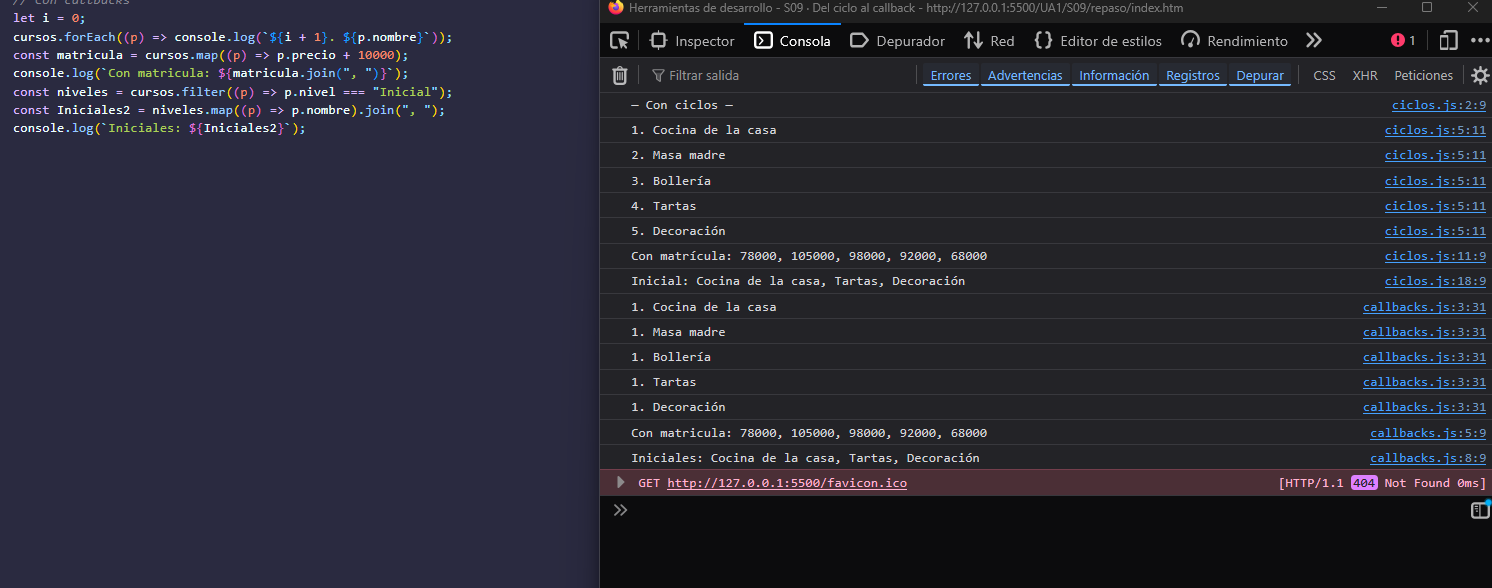 // Con callbacks
let i = 0;
cursos.forEach((p) => console.log(`${i + 1}. ${p.nombre}`));
const matricula = cursos.map((p) => p.precio + 10000);
console.log(`Con matricula: ${matricula.join(", ")}`);
const niveles = cursos.filter((p) => p.nivel === "Inicial");
const Iniciales2 = niveles.map((p) => p.nombre).join(", ");
console.log(`Iniciales: ${Iniciales2}`);
Herramientas de desarrollo - S09 · Del ciclo al callback - http://127.0.0.1:5500/UA1/S09/repaso/index.htm
Inspector Consola Depurador Red Editor de estilos Rendimiento 1
Filtrar salida Errores Advertencias Información Registros Depurar CSS XHR Peticiones
— Con ciclos — ciclos.js:2:9
1. Cocina de la casa ciclos.js:5:11
2. Masa madre ciclos.js:5:11
3. Bollería ciclos.js:5:11
4. Tartas ciclos.js:5:11
5. Decoración ciclos.js:5:11
Con matrícula: 78000, 105000, 98000, 92000, 68000 ciclos.js:11:9
Inicial: Cocina de la casa, Tartas, Decoración ciclos.js:18:9
1. Cocina de la casa callbacks.js:3:31
1. Masa madre callbacks.js:3:31
1. Bollería callbacks.js:3:31
1. Tartas callbacks.js:3:31
1. Decoración callbacks.js:3:31
Con matricula: 78000, 105000, 98000, 92000, 68000 callbacks.js:5:9
Iniciales: Cocina de la casa, Tartas, Decoración callbacks.js:8:9
GET http://127.0.0.1:5500/favicon.ico [HTTP/1.1 404 Not Found 0ms]